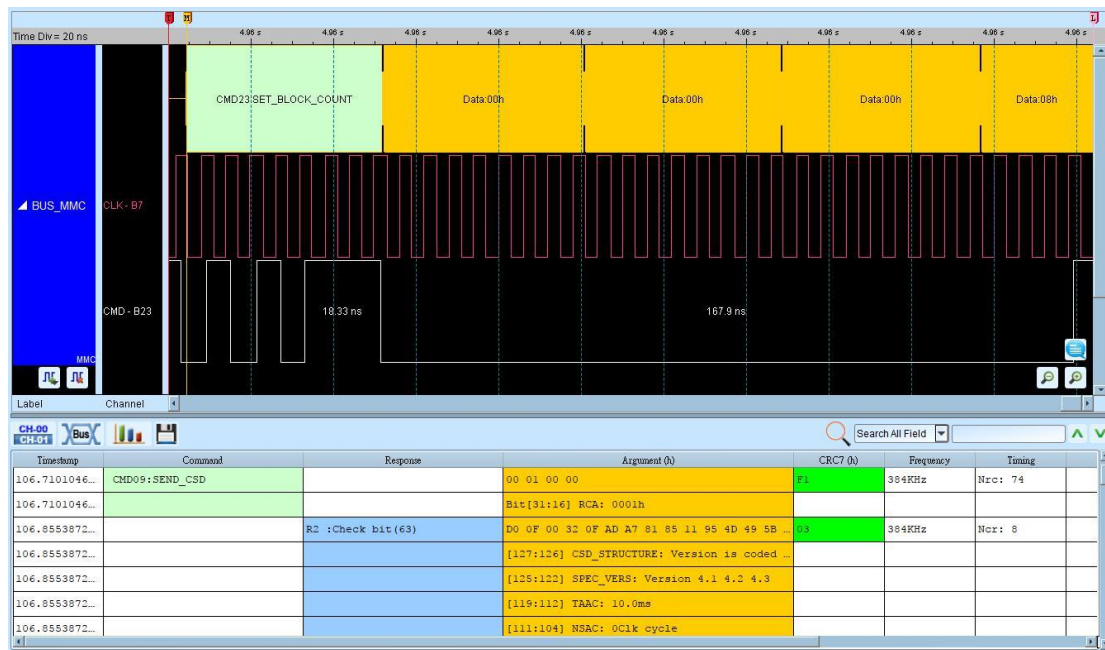 T M L
Time Div= 20 ns 4.96 s 4.96 s 4.96 s 4.96 s 4.96 s 4.96 s 4.96 s 4.96 s 4.96 s 4.96 s 4.96 s
CMD23:SET_BLOCK_COUNT Data:00h Data:00h Data:00h Data:08h
BUS_MMC CLK - B7
CMD - B23 18.33 ns 167.9 ns
MMC
Label Channel
CH-00
CH-01 Bus Search All Field
Timestamp Command Response Argument (h) CRC7 (h) Frequency Timing
106.7101046... CMD09:SEND_CSD 00 01 00 00 F1 384KHz Nrc: 74
106.7101046... Bit[31:16] RCA: 0001h
106.8553872... R2 :Check bit(63) D0 0F 00 32 0F AD A7 81 85 11 95 4D 49 5B ... 03 384KHz Ncr: 8
106.8553872... [127:126] CSD_STRUCTURE: Version is coded ...
106.8553872... [125:122] SPEC_VERS: Version 4.1 4.2 4.3
106.8553872... [119:112] TAAC: 10.0ms
106.8553872... [111:104] NSAC: 0Clk cycle